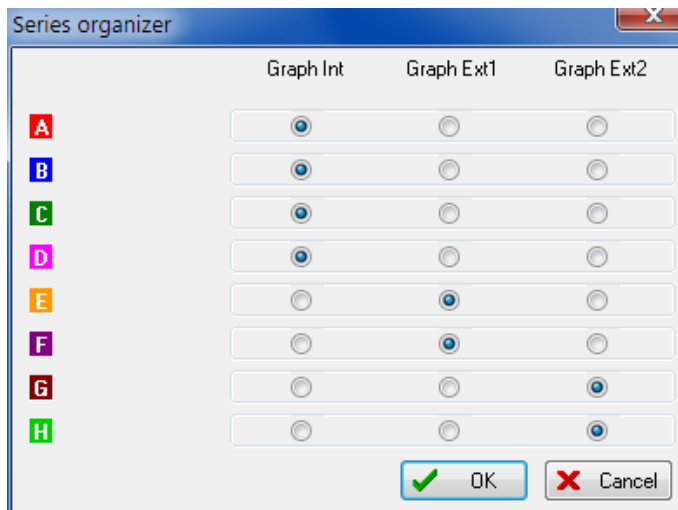 Series organizer
Graph Int Graph Ext1 Graph Ext2
A
B
C
D
E
F
G
H
OK Cancel